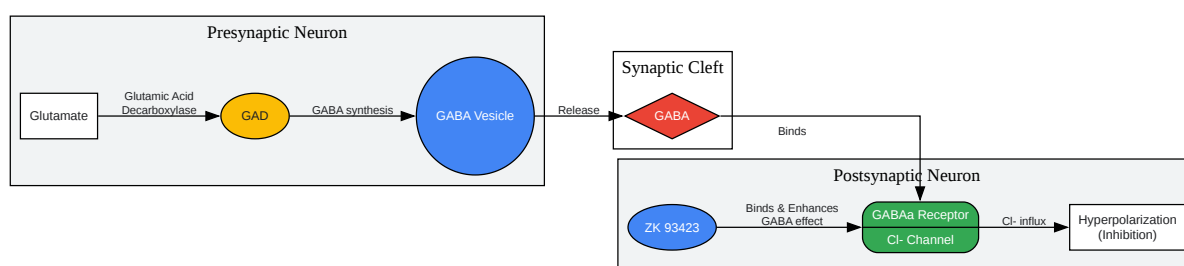 Presynaptic Neuron
Glutamate
Glutamic Acid
Decarboxylase
GAD
GABA synthesis
GABA Vesicle
Release
Synaptic Cleft
GABA
Binds
Postsynaptic Neuron
ZK 93423
Binds & Enhances
GABA effect
GABAa Receptor
Cl- Channel
Cl- influx
Hyperpolarization
(Inhibition)